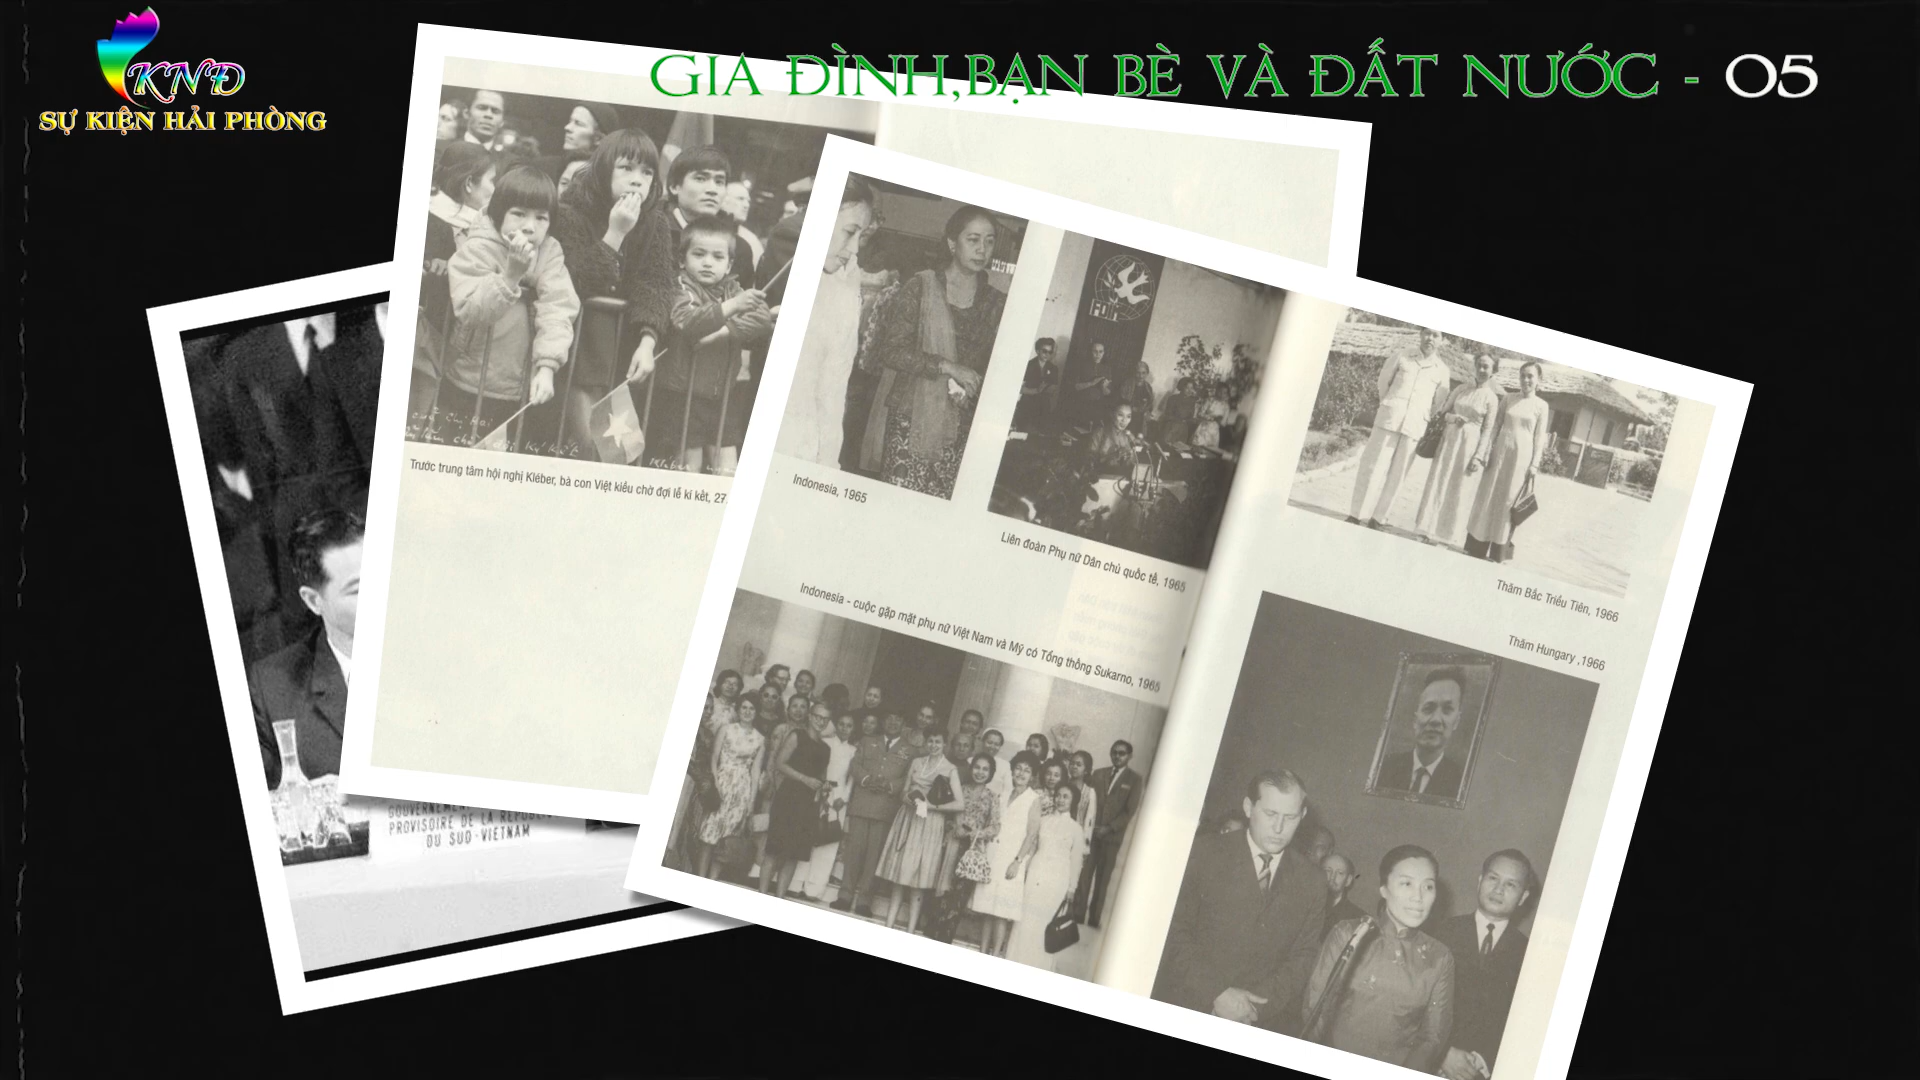 KNĐ
SỰ KIỆN HẢI PHÒNG
GIA ĐÌNH,BẠN BÈ VÀ ĐẤT NƯỚC - 05
Trước trung tâm hội nghị Kléber, bà con Việt kiều chờ đợi lễ kí kết, 27.
Indonesia, 1965
Liên đoàn Phụ nữ Dân chủ quốc tế, 1965
Indonesia - cuộc gặp mặt phụ nữ Việt Nam và Mỹ có Tổng thống Sukarno, 1965
Thăm Bắc Triều Tiên, 1966
Thăm Hungary ,1966
GOUVERNEMENT
PROVISOIRE DE LA
DU SUD-VIETNAM